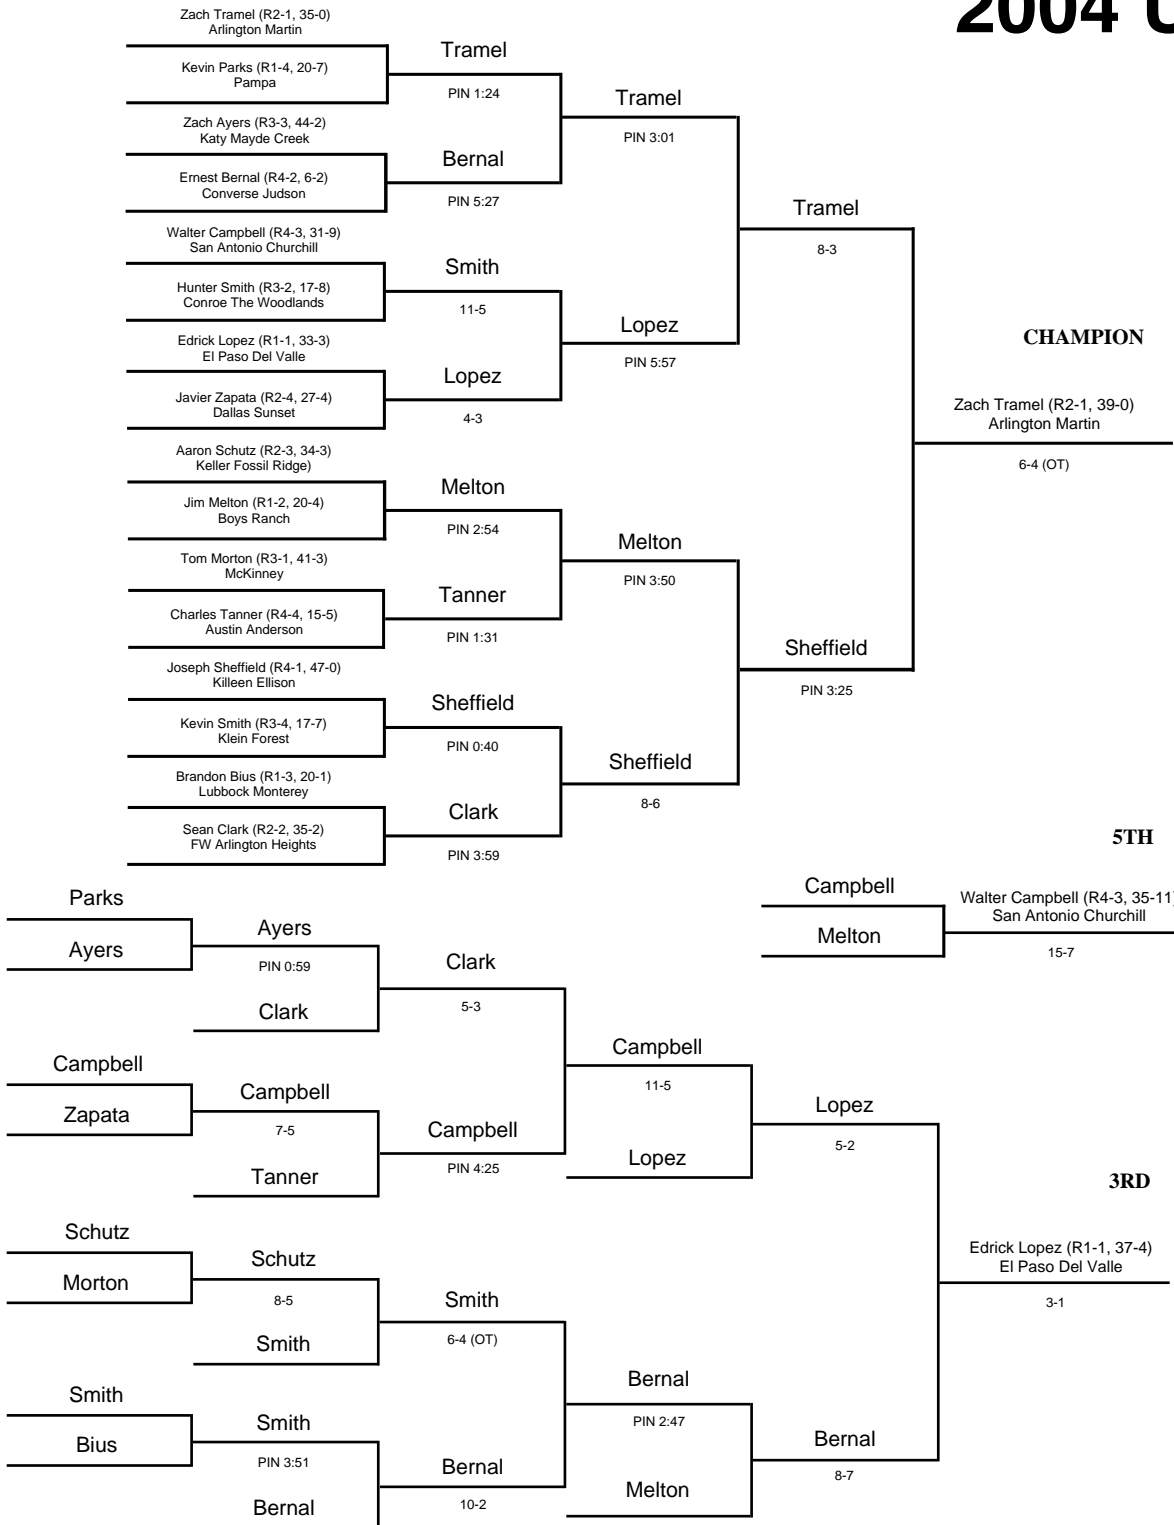 2004 U
Zach Tramel (R2-1, 35-0)
Arlington Martin
Kevin Parks (R1-4, 20-7)
Pampa
Zach Ayers (R3-3, 44-2)
Katy Mayde Creek
Ernest Bernal (R4-2, 6-2)
Converse Judson
Walter Campbell (R4-3, 31-9)
San Antonio Churchill
Hunter Smith (R3-2, 17-8)
Conroe The Woodlands
Edrick Lopez (R1-1, 33-3)
El Paso Del Valle
Javier Zapata (R2-4, 27-4)
Dallas Sunset
Aaron Schutz (R2-3, 34-3)
Keller Fossil Ridge)
Jim Melton (R1-2, 20-4)
Boys Ranch
Tom Morton (R3-1, 41-3)
McKinney
Charles Tanner (R4-4, 15-5)
Austin Anderson
Joseph Sheffield (R4-1, 47-0)
Killeen Ellison
Kevin Smith (R3-4, 17-7)
Klein Forest
Brandon Bius (R1-3, 20-1)
Lubbock Monterey
Sean Clark (R2-2, 35-2)
FW Arlington Heights
Tramel
PIN 1:24
Bernal
PIN 5:27
Smith
11-5
Lopez
4-3
Melton
PIN 2:54
Tanner
PIN 1:31
Sheffield
PIN 0:40
Clark
PIN 3:59
Tramel
PIN 3:01
Lopez
PIN 5:57
Melton
PIN 3:50
Sheffield
8-6
Tramel
8-3
Sheffield
PIN 3:25
CHAMPION
Zach Tramel (R2-1, 39-0)
Arlington Martin
6-4 (OT)
5TH
Campbell
Melton
Walter Campbell (R4-3, 35-11)
San Antonio Churchill
15-7
Parks
Ayers
Campbell
Zapata
Schutz
Morton
Smith
Bius
Ayers
PIN 0:59
Clark
Campbell
7-5
Tanner
Schutz
8-5
Smith
Smith
PIN 3:51
Bernal
Clark
5-3
Campbell
PIN 4:25
Smith
6-4 (OT)
Bernal
10-2
Campbell
11-5
Lopez
Bernal
PIN 2:47
Melton
Lopez
5-2
Bernal
8-7
3RD
Edrick Lopez (R1-1, 37-4)
El Paso Del Valle
3-1